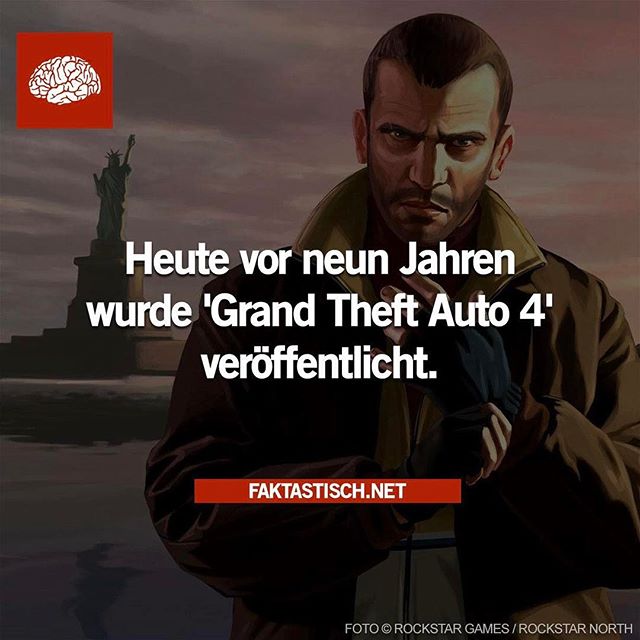 Heute vor neun Jahren
wurde 'Grand Theft Auto 4'
veröffentlicht.
FAKTASTISCH.NET
FOTO © ROCKSTAR GAMES / ROCKSTAR NORTH